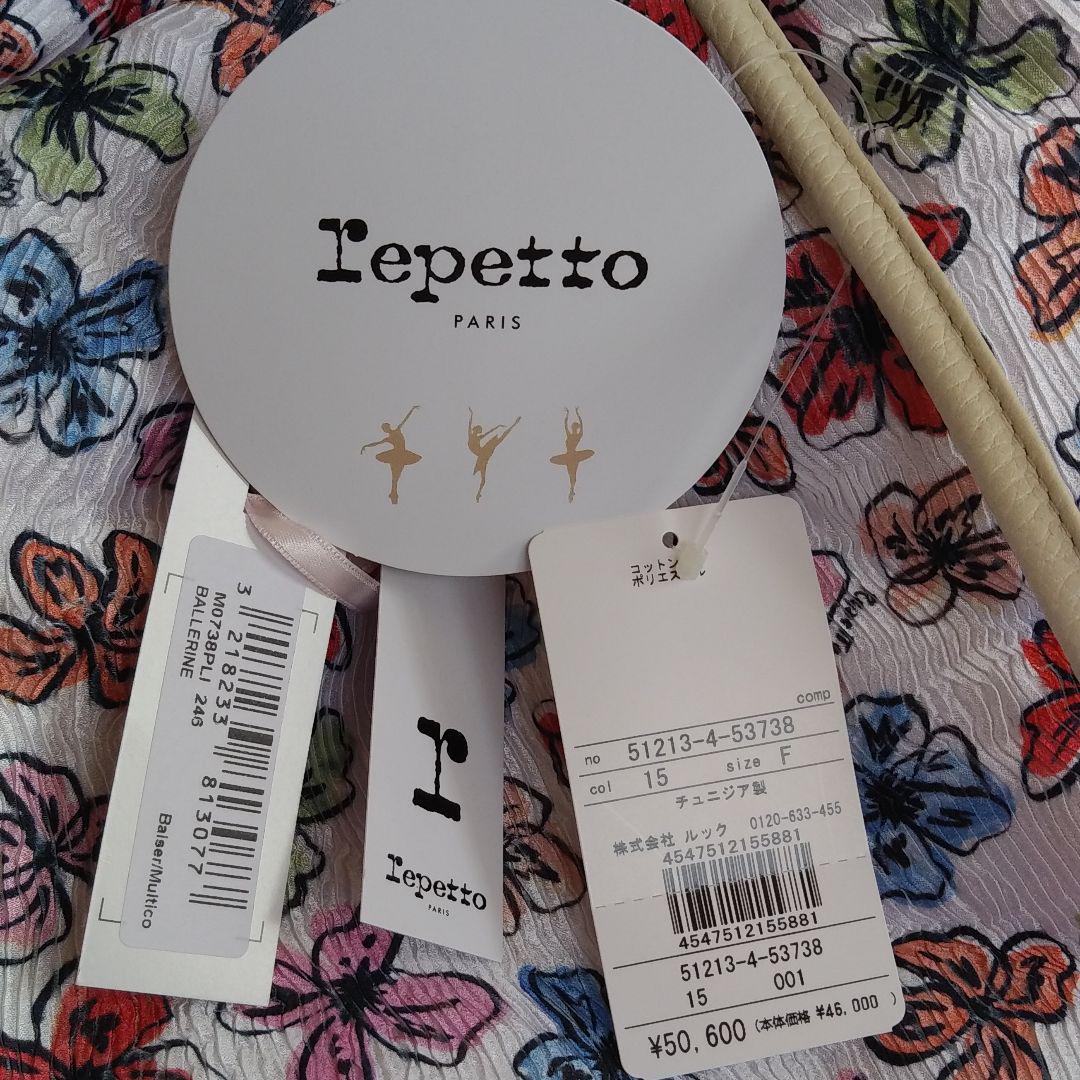 repetto
PARIS
3 218233 813077
M0738PLI 246
BALLERINE
Baiser/Multico
r
repetto
PARIS
コットン
ポリエステル
comp
no 51213-4-53738
col 15 size F
チュニジア製
株式会社 ルック 0120-633-455
4547512155881
4547512155881
51213-4-53738
15 001
¥50,600 (本体価格 ¥46,000 )